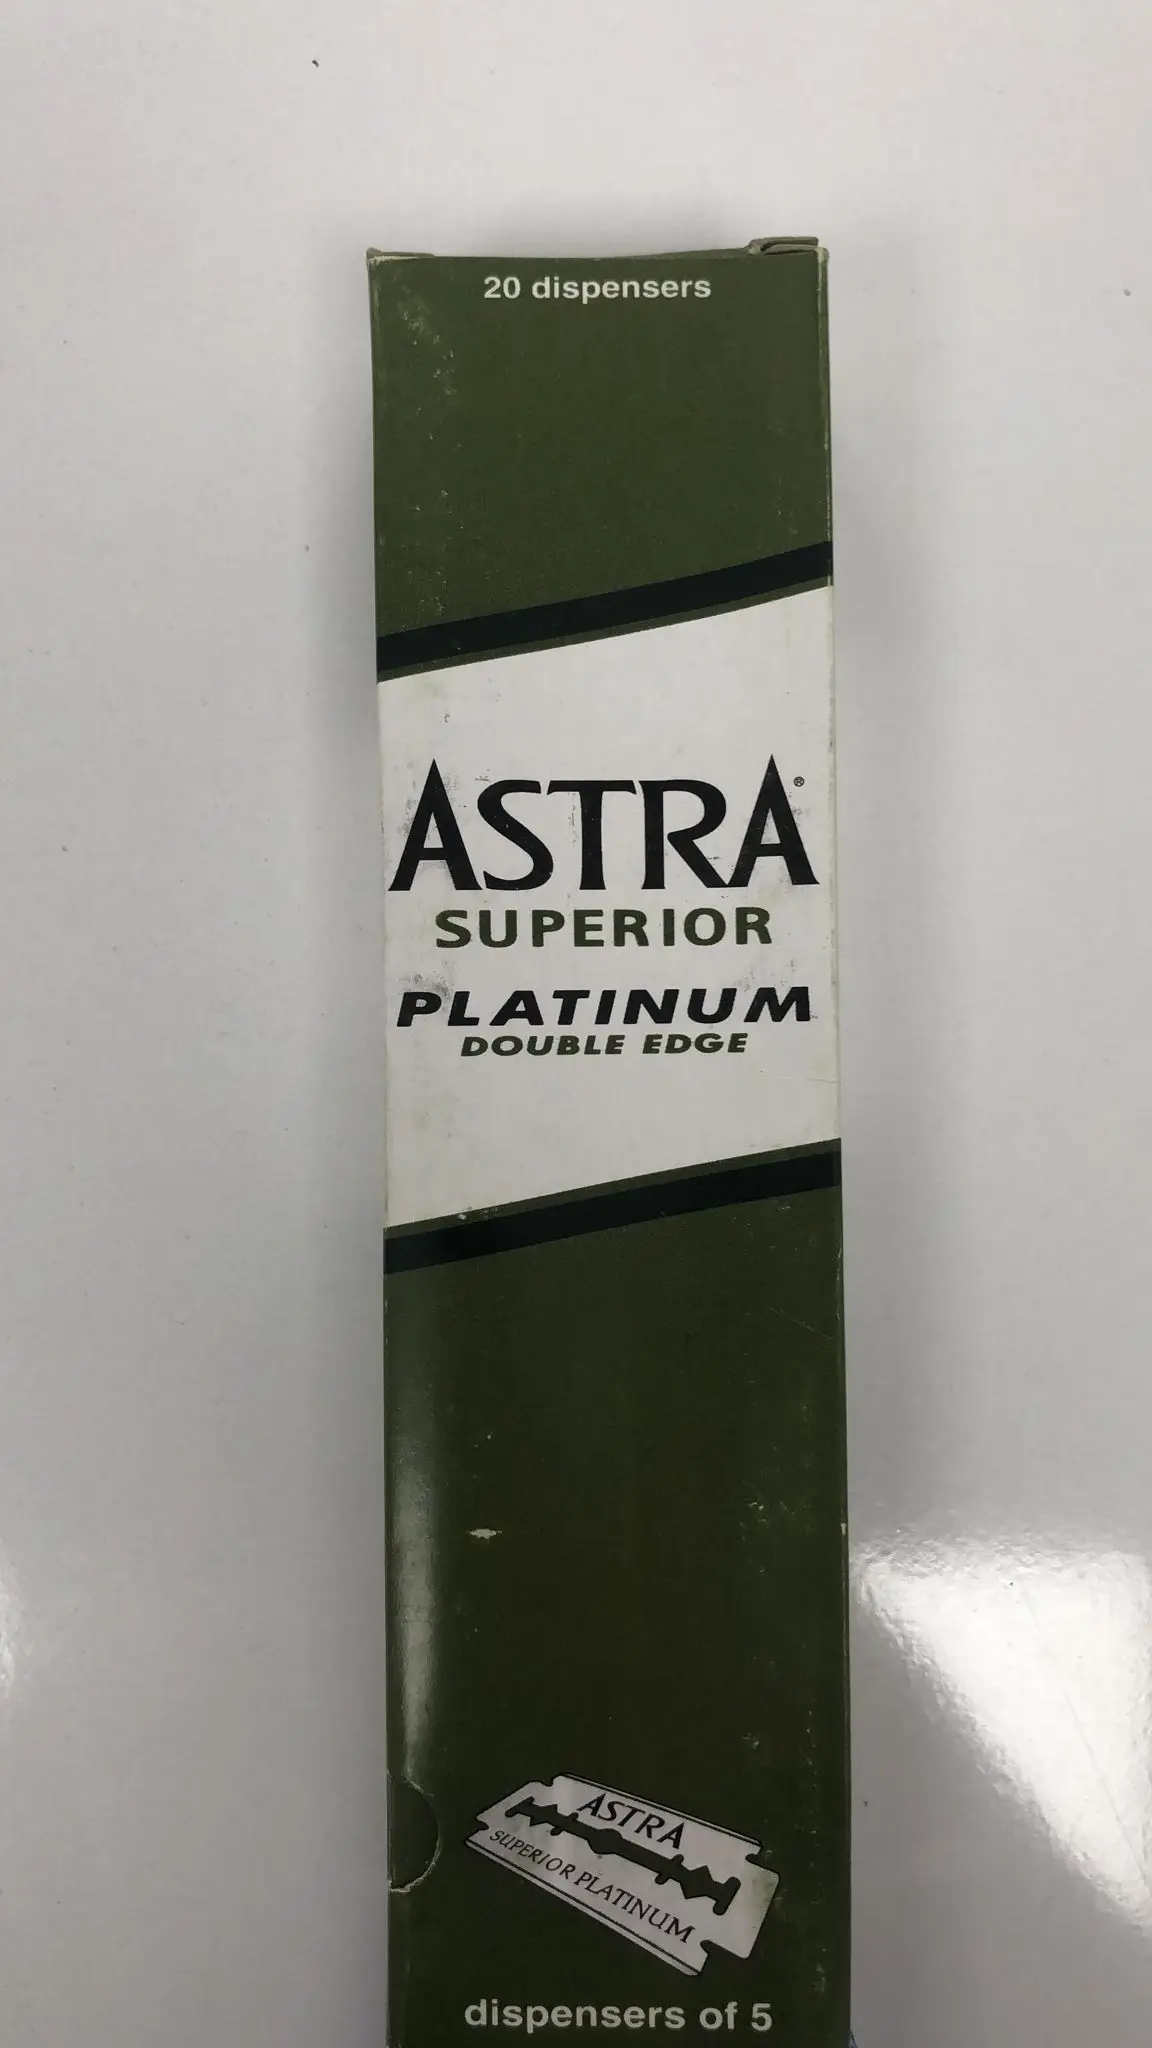 20 dispensers
ASTRA®
SUPERIOR
PLATINUM
DOUBLE EDGE
ASTRA
SUPERIOR PLATINUM
dispensers of 5